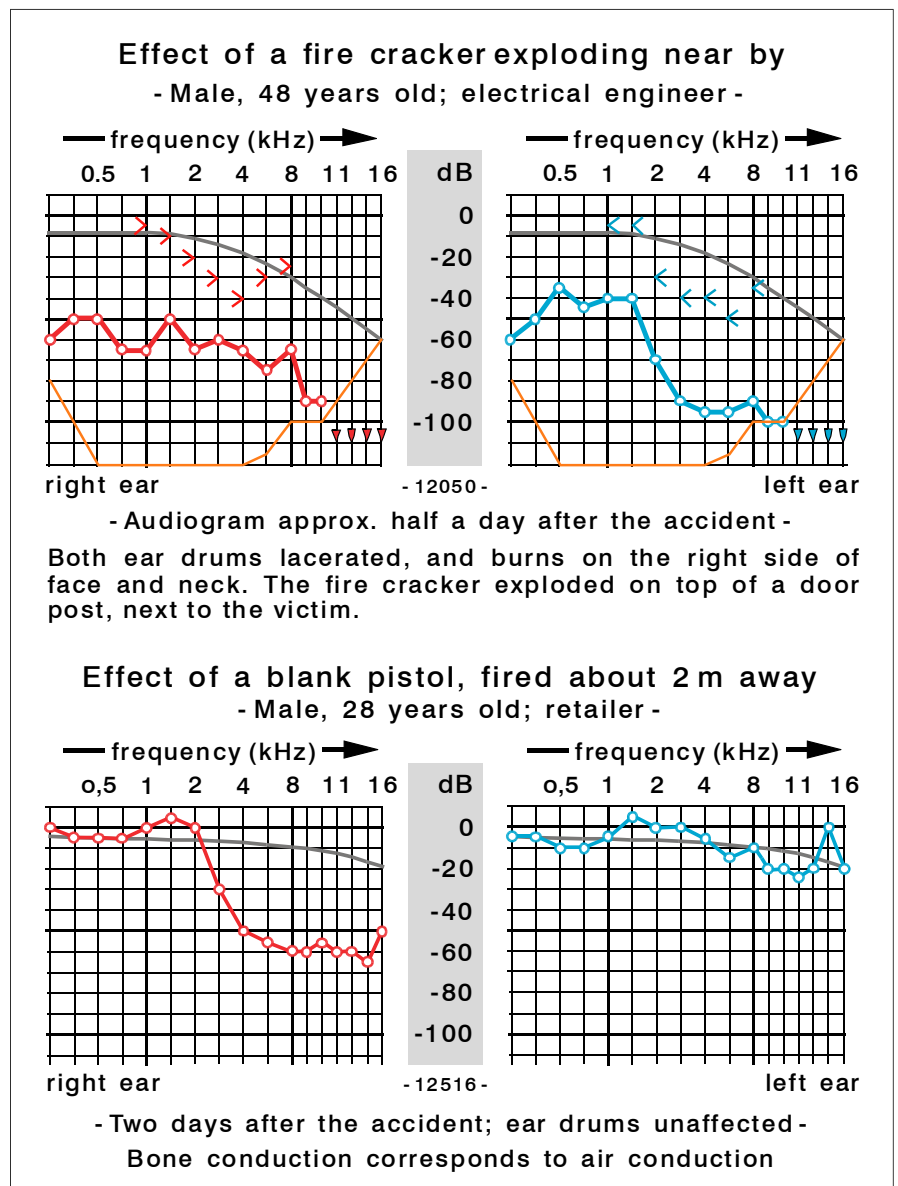 Effect of a fire cracker exploding near by
- Male, 48 years old; electrical engineer -
frequency (kHz) frequency (kHz)
0.5 1 2 4 8 11 16 dB 0.5 1 2 4 8 11 16
0
-20
-40
-60
-80
-100
right ear - 12050 - left ear
- Audiogram approx. half a day after the accident -
Both ear drums lacerated, and burns on the right side of
face and neck. The fire cracker exploded on top of a door
post, next to the victim.
Effect of a blank pistol, fired about 2 m away
- Male, 28 years old; retailer -
frequency (kHz) frequency (kHz)
o,5 1 2 4 8 11 16 dB o,5 1 2 4 8 11 16
0
-20
-40
-60
-80
-100
right ear - 12516 - left ear
- Two days after the accident; ear drums unaffected -
Bone conduction corresponds to air conduction